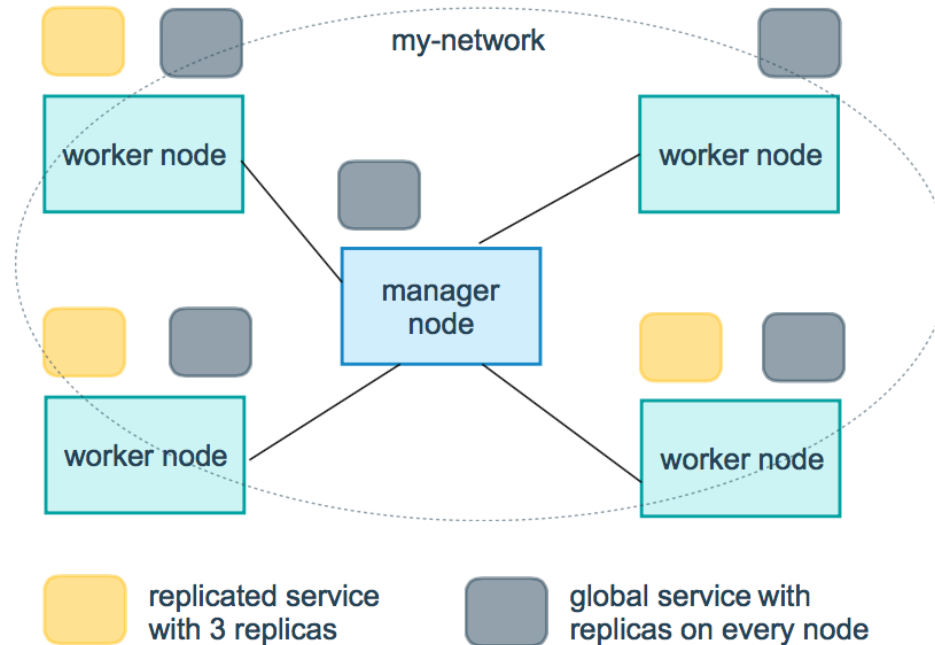 my-network
worker node
worker node
manager
node
worker node
worker node
replicated service
with 3 replicas
global service with
replicas on every node